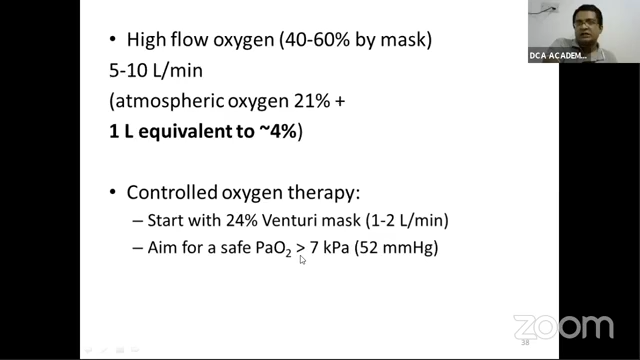 • High flow oxygen (40-60% by mask)
5-10 L/min
(atmospheric oxygen 21% +
1 L equivalent to ~4%)
• Controlled oxygen therapy:
– Start with 24% Venturi mask (1-2 L/min)
– Aim for a safe PaO₂ > 7 kPa (52 mmHg)
DCA ACADEM...
zoom
38